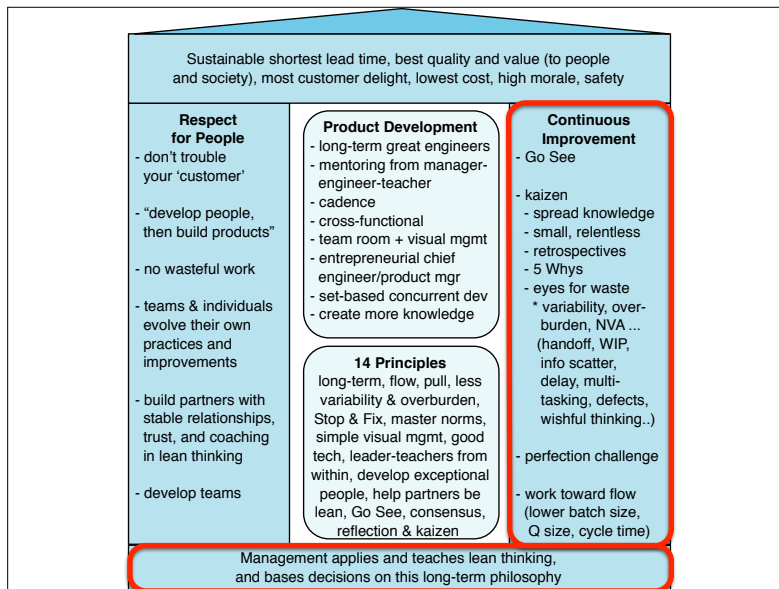 Sustainable shortest lead time, best quality and value (to people
and society), most customer delight, lowest cost, high morale, safety
Respect
for People
- don't trouble
your 'customer'
- “develop people,
then build products”
- no wasteful work
- teams & individuals
evolve their own
practices and
improvements
- build partners with
stable relationships,
trust, and coaching
in lean thinking
- develop teams
Product Development
- long-term great engineers
- mentoring from manager-
engineer-teacher
- cadence
- cross-functional
- team room + visual mgmt
- entrepreneurial chief
engineer/product mgr
- set-based concurrent dev
- create more knowledge
14 Principles
long-term, flow, pull, less
variability & overburden,
Stop & Fix, master norms,
simple visual mgmt, good
tech, leader-teachers from
within, develop exceptional
people, help partners be
lean, Go See, consensus,
reflection & kaizen
Continuous
Improvement
- Go See
- kaizen
- spread knowledge
- small, relentless
- retrospectives
- 5 Whys
- eyes for waste
* variability, over-
burden, NVA ...
(handoff, WIP,
info scatter,
delay, multi-
tasking, defects,
wishful thinking..)
- perfection challenge
- work toward flow
(lower batch size,
Q size, cycle time)
Management applies and teaches lean thinking,
and bases decisions on this long-term philosophy